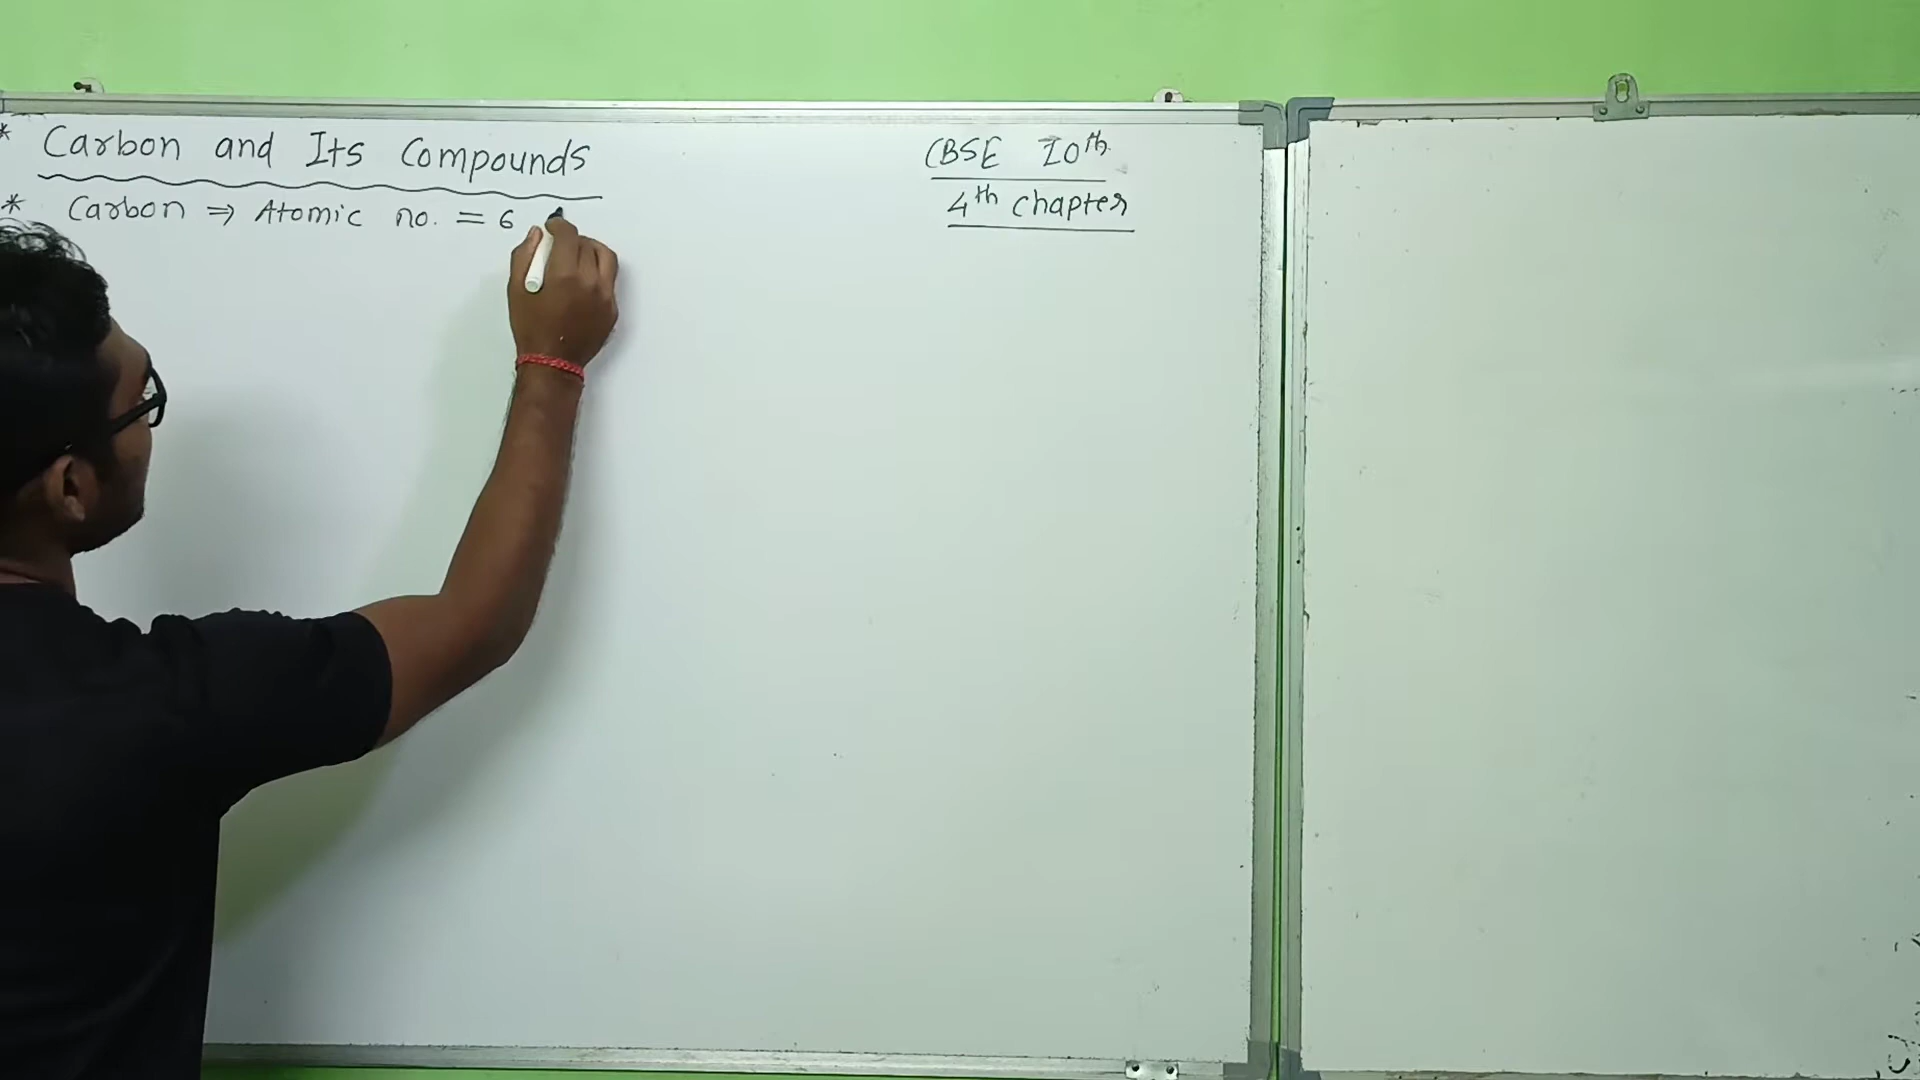 * Carbon and Its Compounds
CBSE 10th
4th chapter
* Carbon ⇒ Atomic no. = 6